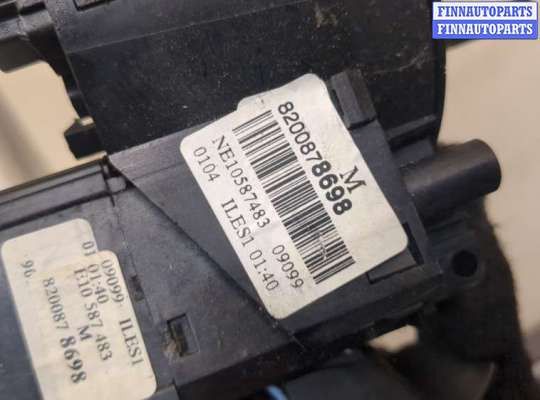 FINNAUTOPARTS
FINNAUTOPARTS
M
8200878698
NE10587483 09099
0104 ILES1 01:40
09099 ILES1
01 01:40
E10 587 483
M
96
820087 8698